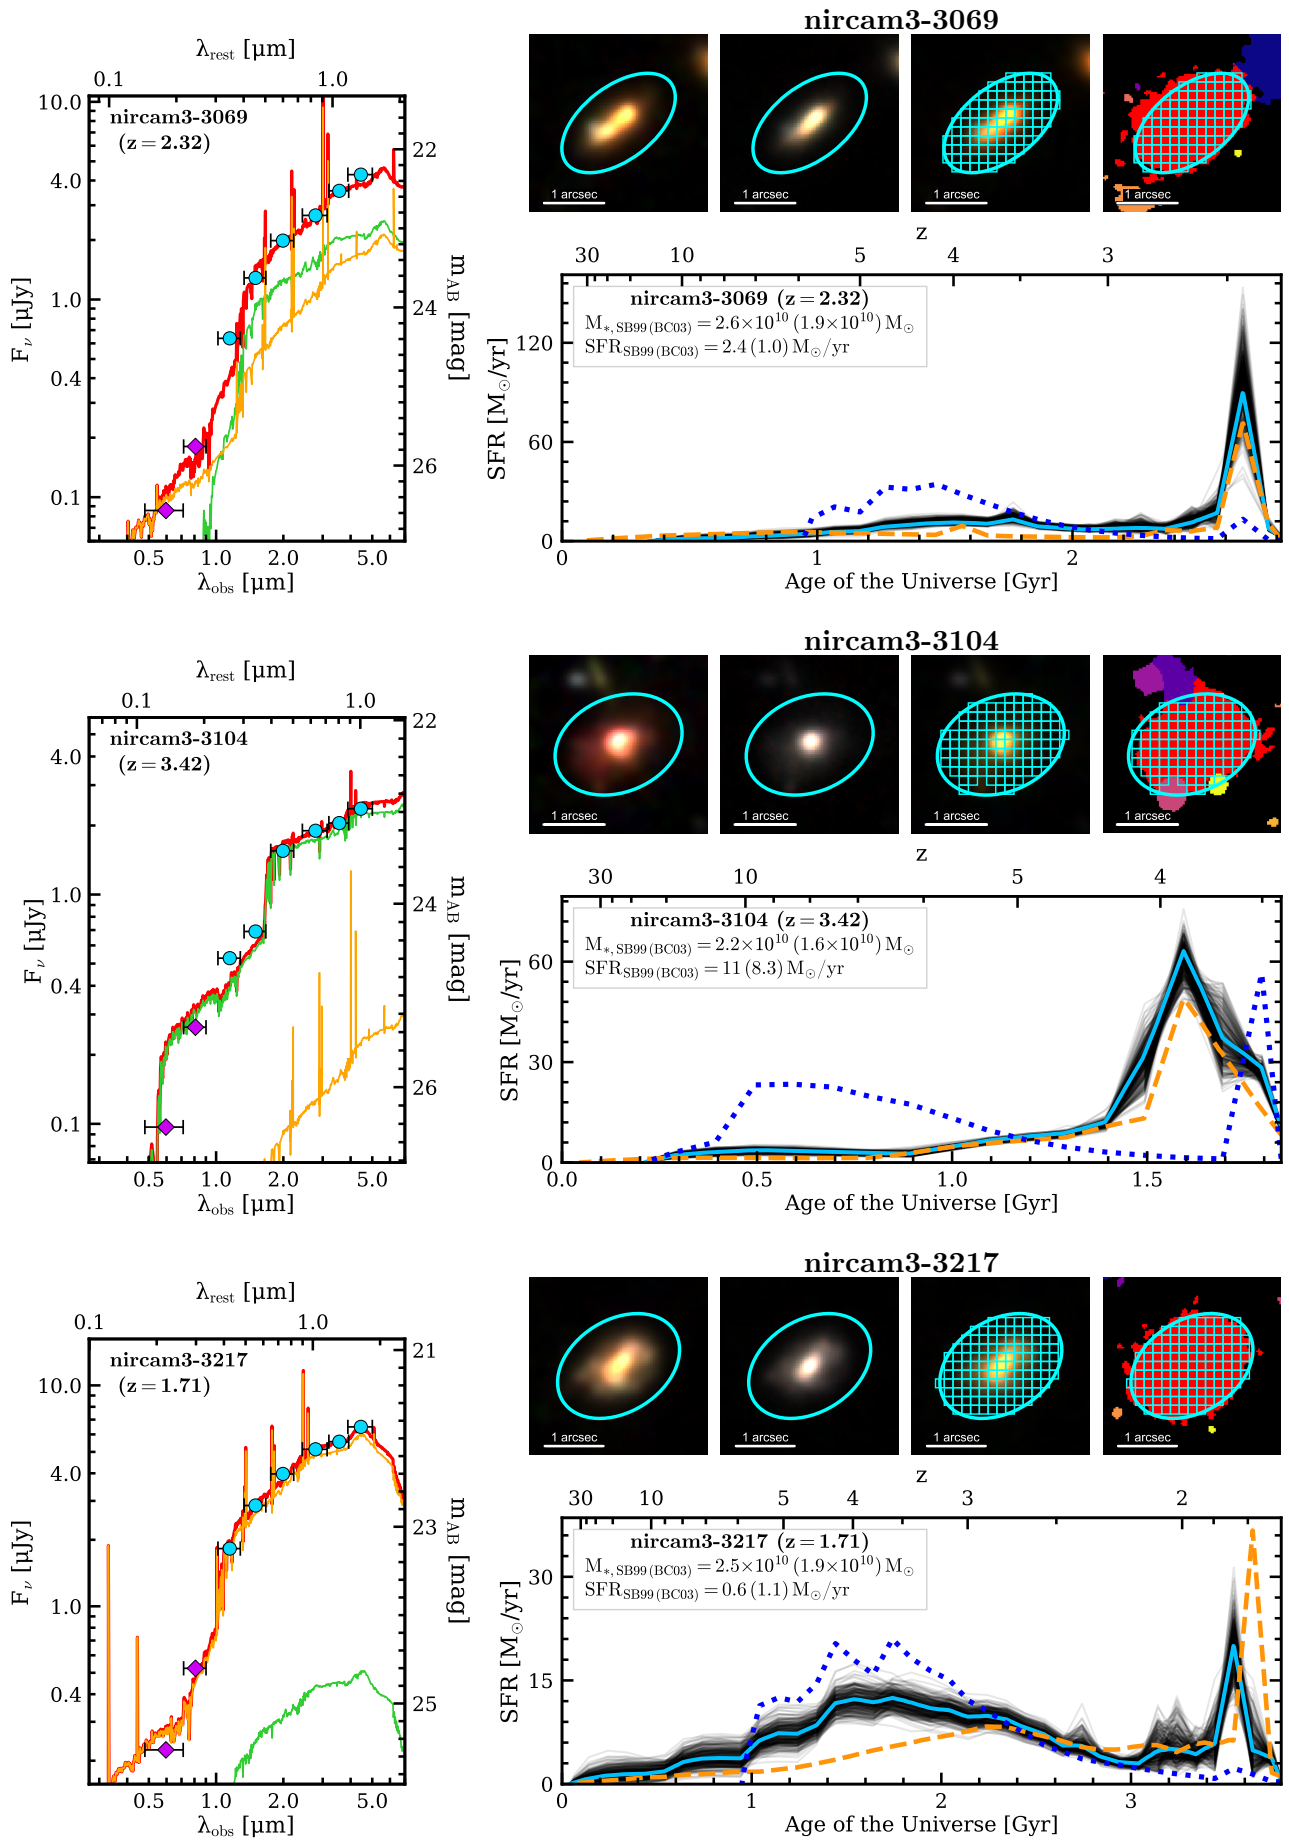 nircam3-3069
λrest [μm]
0.1 1.0
nircam3-3069
(z = 2.32)
10.0
4.0
1.0
0.4
0.1
Fν [μJy]
22
24
26
mAB [mag]
0.5 1.0 2.0 5.0
λobs [μm]
1 arcsec 1 arcsec 1 arcsec 1 arcsec
z
30 10 5 4 3
nircam3-3069 (z = 2.32)
M*, SB99 (BC03) = 2.6×10^10 (1.9×10^10) M⊙
SFRSB99 (BC03) = 2.4 (1.0) M⊙/yr
SFR [M⊙/yr]
120
60
0
0 1 2
Age of the Universe [Gyr]
nircam3-3104
λrest [μm]
0.1 1.0
nircam3-3104
(z = 3.42)
4.0
1.0
0.4
0.1
Fν [μJy]
22
24
26
mAB [mag]
0.5 1.0 2.0 5.0
λobs [μm]
1 arcsec 1 arcsec 1 arcsec 1 arcsec
z
30 10 5 4
nircam3-3104 (z = 3.42)
M*, SB99 (BC03) = 2.2×10^10 (1.6×10^10) M⊙
SFRSB99 (BC03) = 11 (8.3) M⊙/yr
SFR [M⊙/yr]
60
30
0
0.0 0.5 1.0 1.5
Age of the Universe [Gyr]
nircam3-3217
λrest [μm]
0.1 1.0
nircam3-3217
(z = 1.71)
10.0
4.0
1.0
0.4
Fν [μJy]
21
23
25
mAB [mag]
0.5 1.0 2.0 5.0
λobs [μm]
1 arcsec 1 arcsec 1 arcsec 1 arcsec
z
30 10 5 4 3 2
nircam3-3217 (z = 1.71)
M*, SB99 (BC03) = 2.5×10^10 (1.9×10^10) M⊙
SFRSB99 (BC03) = 0.6 (1.1) M⊙/yr
SFR [M⊙/yr]
30
15
0
0 1 2 3
Age of the Universe [Gyr]